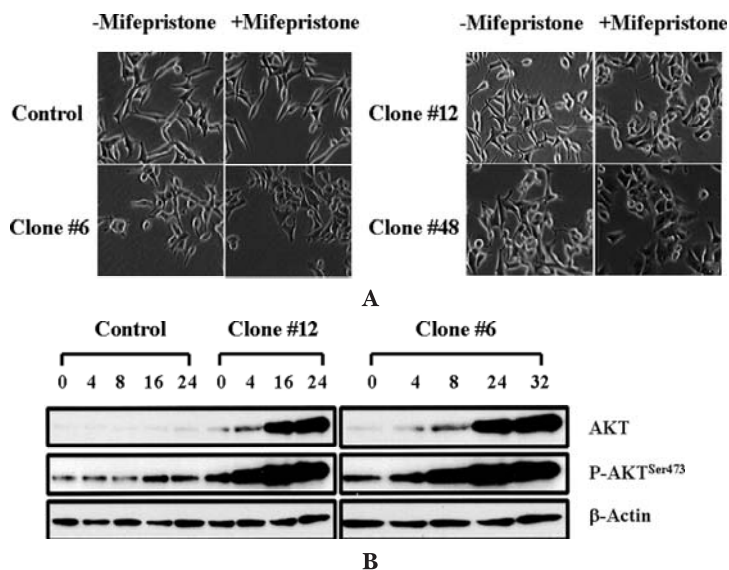 -Mifepristone +Mifepristone -Mifepristone +Mifepristone
Control
Clone #12
Clone #6
Clone #48
A
Control Clone #12 Clone #6
0 4 8 16 24 0 4 16 24 0 4 8 24 32
AKT
P-AKTSer473
β-Actin
B